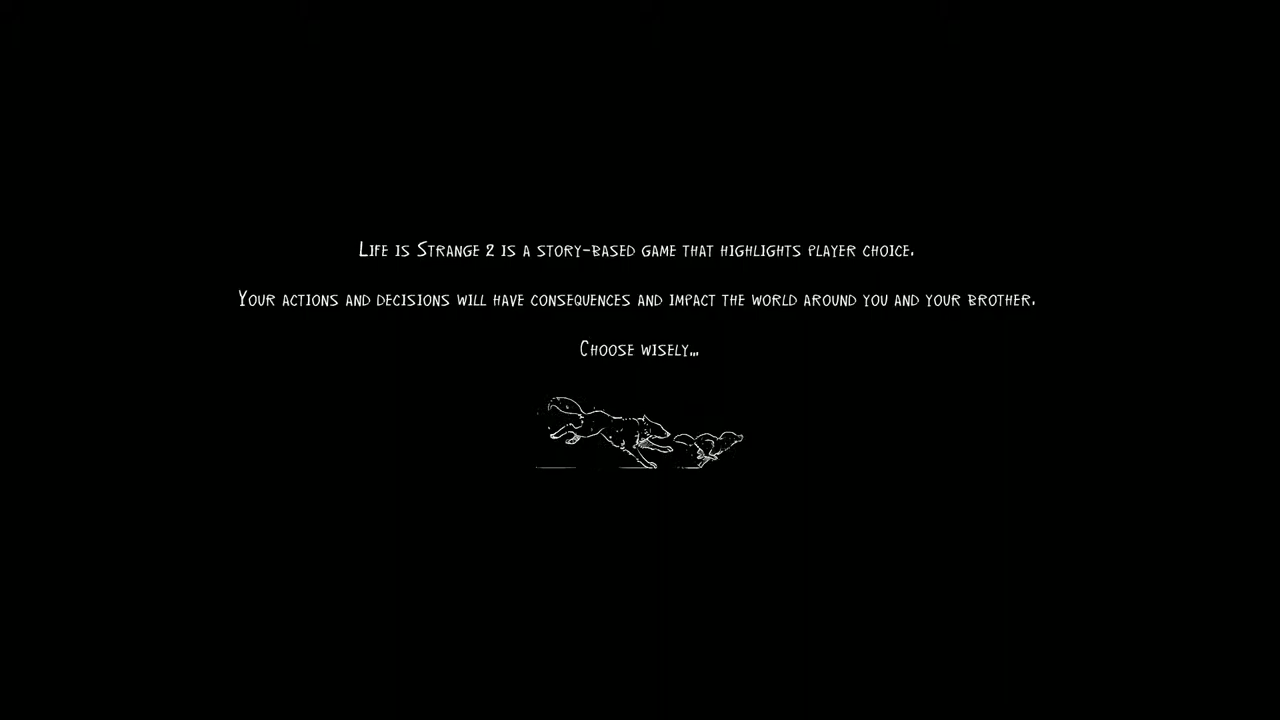 Life is Strange 2 is a story-based game that highlights player choice.
Your actions and decisions will have consequences and impact the world around you and your brother.
Choose wisely...